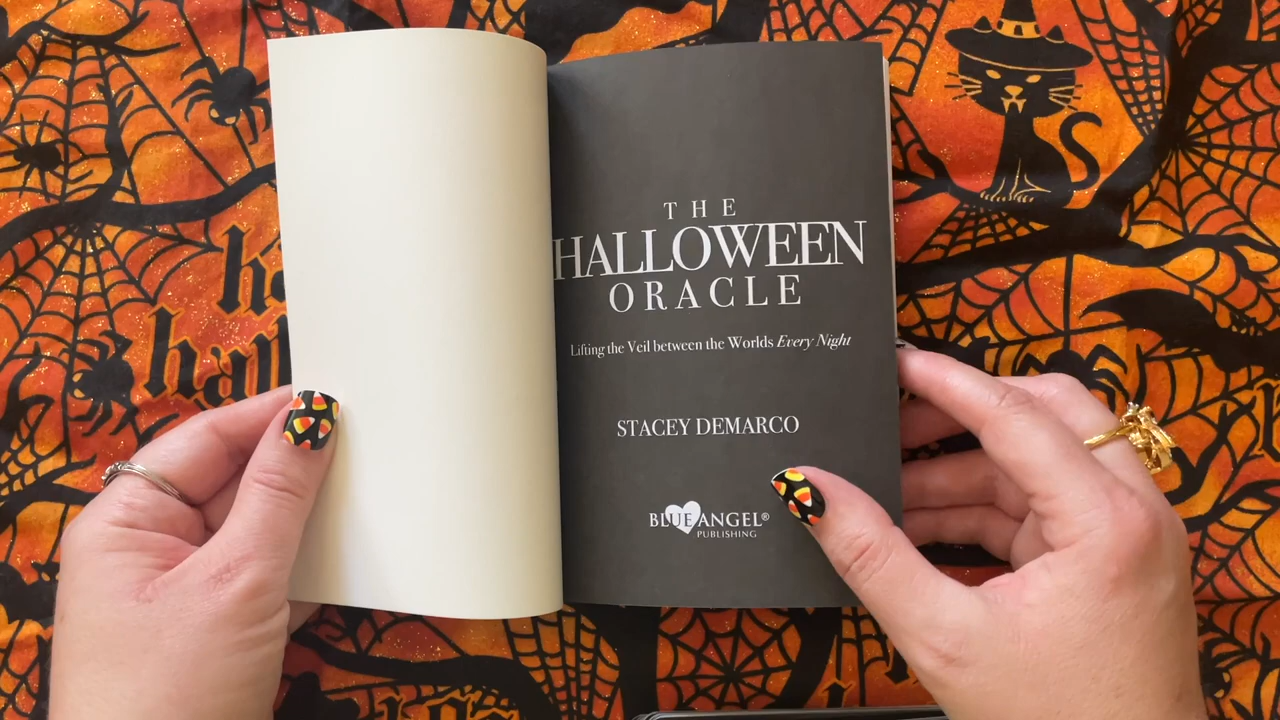 THE
HALLOWEEN
ORACLE
Lifting the Veil between the Worlds Every Night
STACEY DEMARCO
BLUE ANGEL®
PUBLISHING